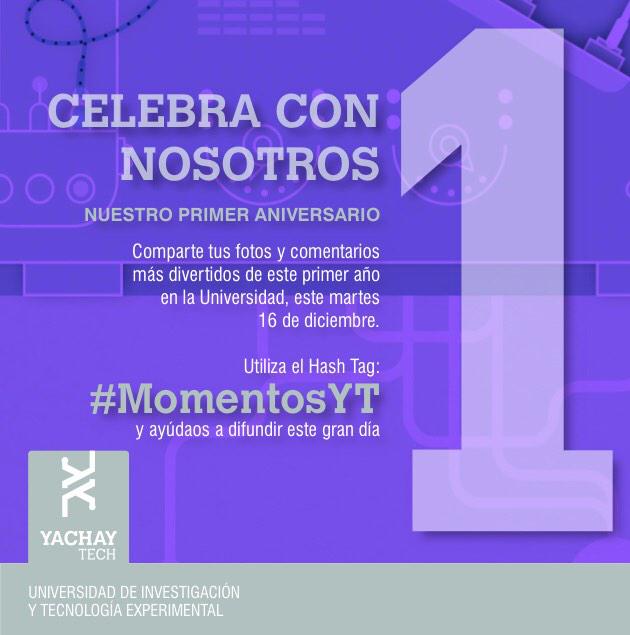 CELEBRA CON
NOSOTROS
NUESTRO PRIMER ANIVERSARIO
Comparte tus fotos y comentarios
más divertidos de este primer año
en la Universidad, este martes
16 de diciembre.
Utiliza el Hash Tag:
#MomentosYT
y ayúdaos a difundir este gran día
1
YACHAY
TECH
UNIVERSIDAD DE INVESTIGACIÓN
Y TECNOLOGÍA EXPERIMENTAL